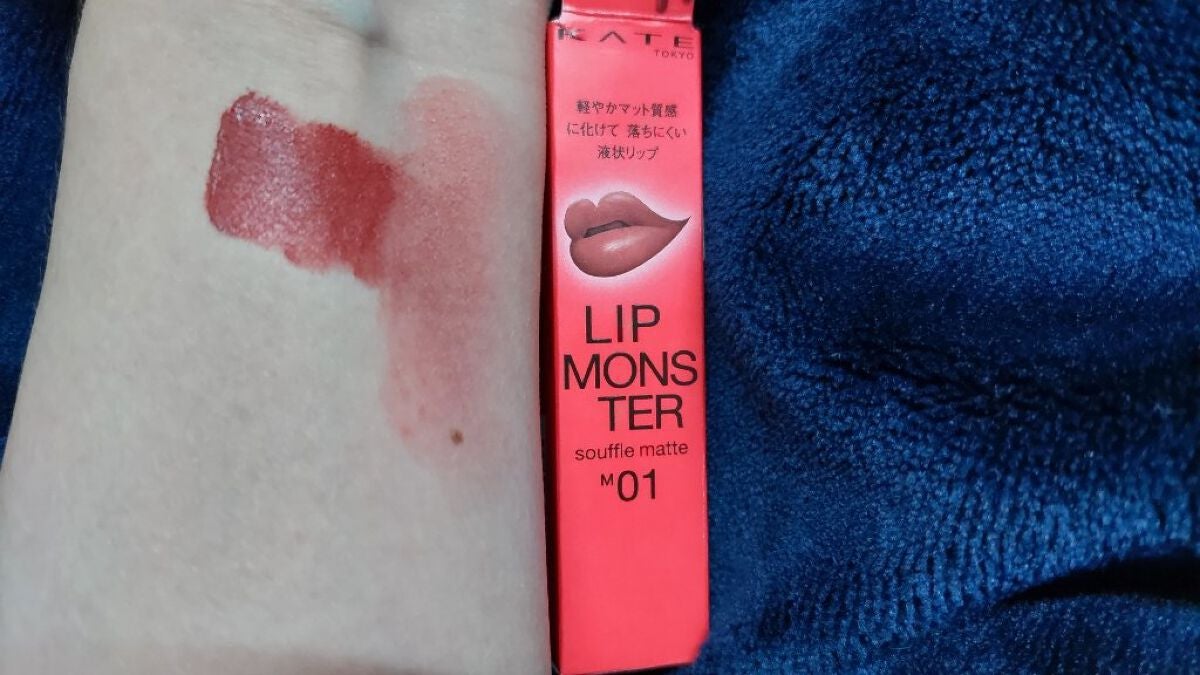 KATE
TOKYO
軽やかマット質感
に化けて 落ちにくい
液状リップ
LIP
MONS
TER
souffle matte
M01